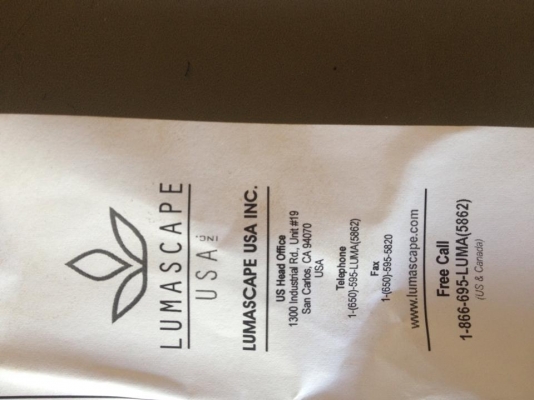 LUMASCAPE
USA INC
LUMASCAPE USA INC.
US Head Office
1300 Industrial Rd., Unit #19
San Carlos, CA 94070
USA
Telephone
1-(650)-595-LUMA(5862)
Fax
1-(650)-595-5820
www.lumascape.com
Free Call
1-866-695-LUMA(5862)
(US & Canada)